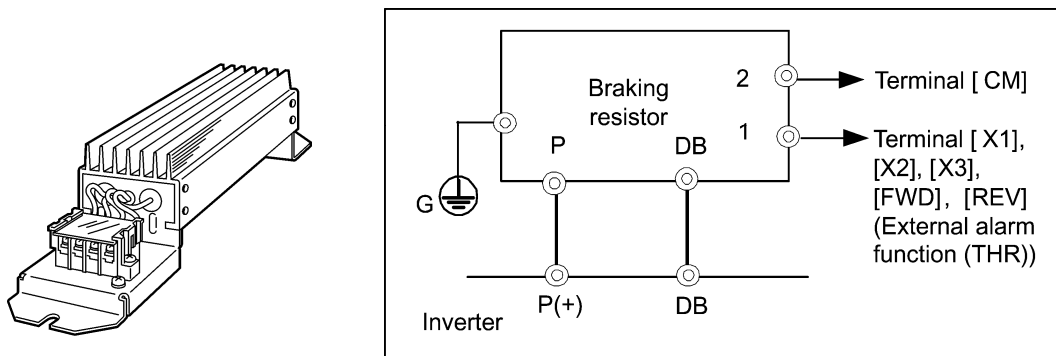 2
Terminal [ CM]
Braking
resistor
1
Terminal [ X1],
[X2], [X3],
[FWD], [REV]
(External alarm
function (THR))
P
DB
G
P(+)
DB
Inverter